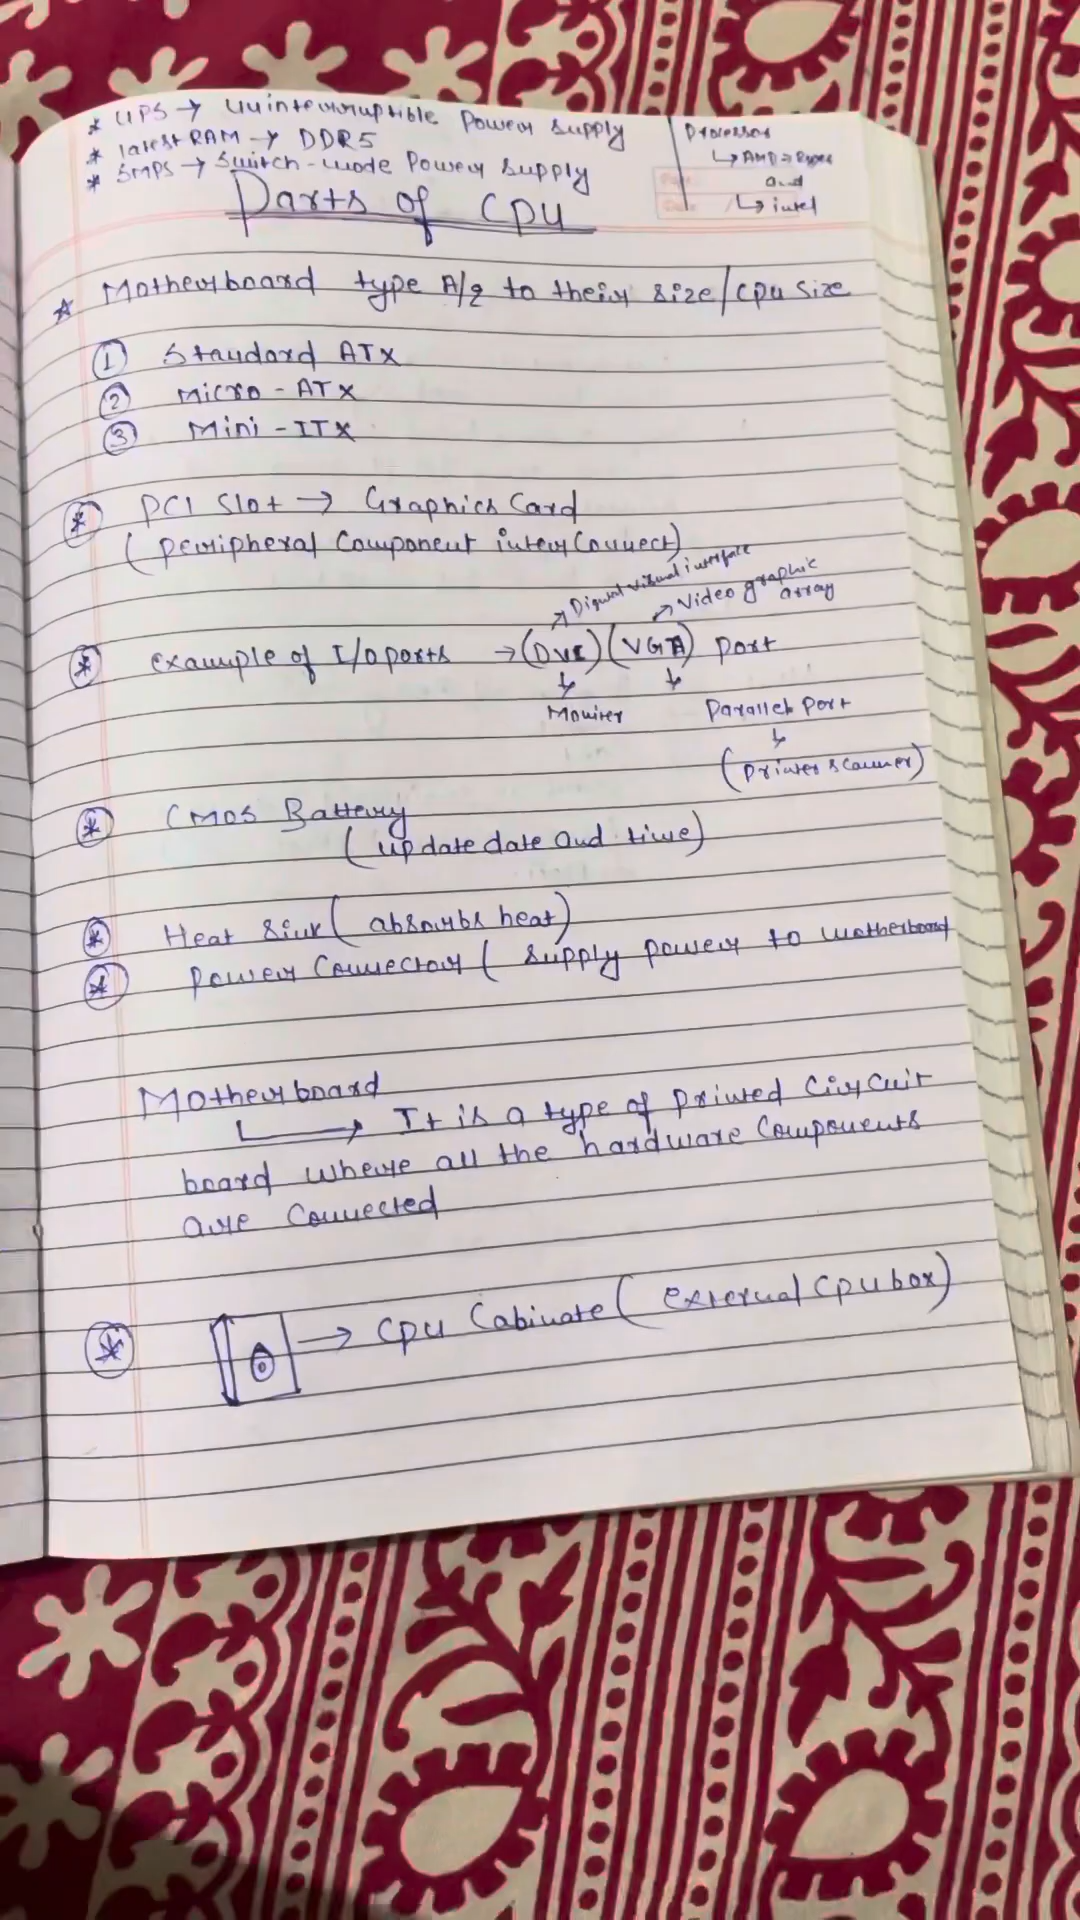 * UPS → Uninterruptible Power Supply
* latest RAM → DDR5
* SMPS → Switch-mode Power Supply
Processor
↳ AMD → Ryzen
and
↳ intel
Parts of CPU
* Motherboard type A/g to their size/CPU Size
① Standard ATX
② Micro-ATX
③ Mini-ITX
* PCI Slot → Graphics Card
(Peripheral Component inter Connect)
Digital visual interface
Video graphic
array
* example of I/O ports → (DVI) (VGA) port
Moniter
Parallel Port
(Printer scanner)
* CMOS Battery
(update date and time)
* Heat Sink (absorbs heat)
* Power Connector ( Supply power to motherboard
Motherboard
→ It is a type of printed Circuit
board where all the hardware Components
are Connected
* → CPU Cabinate (External CPU box)